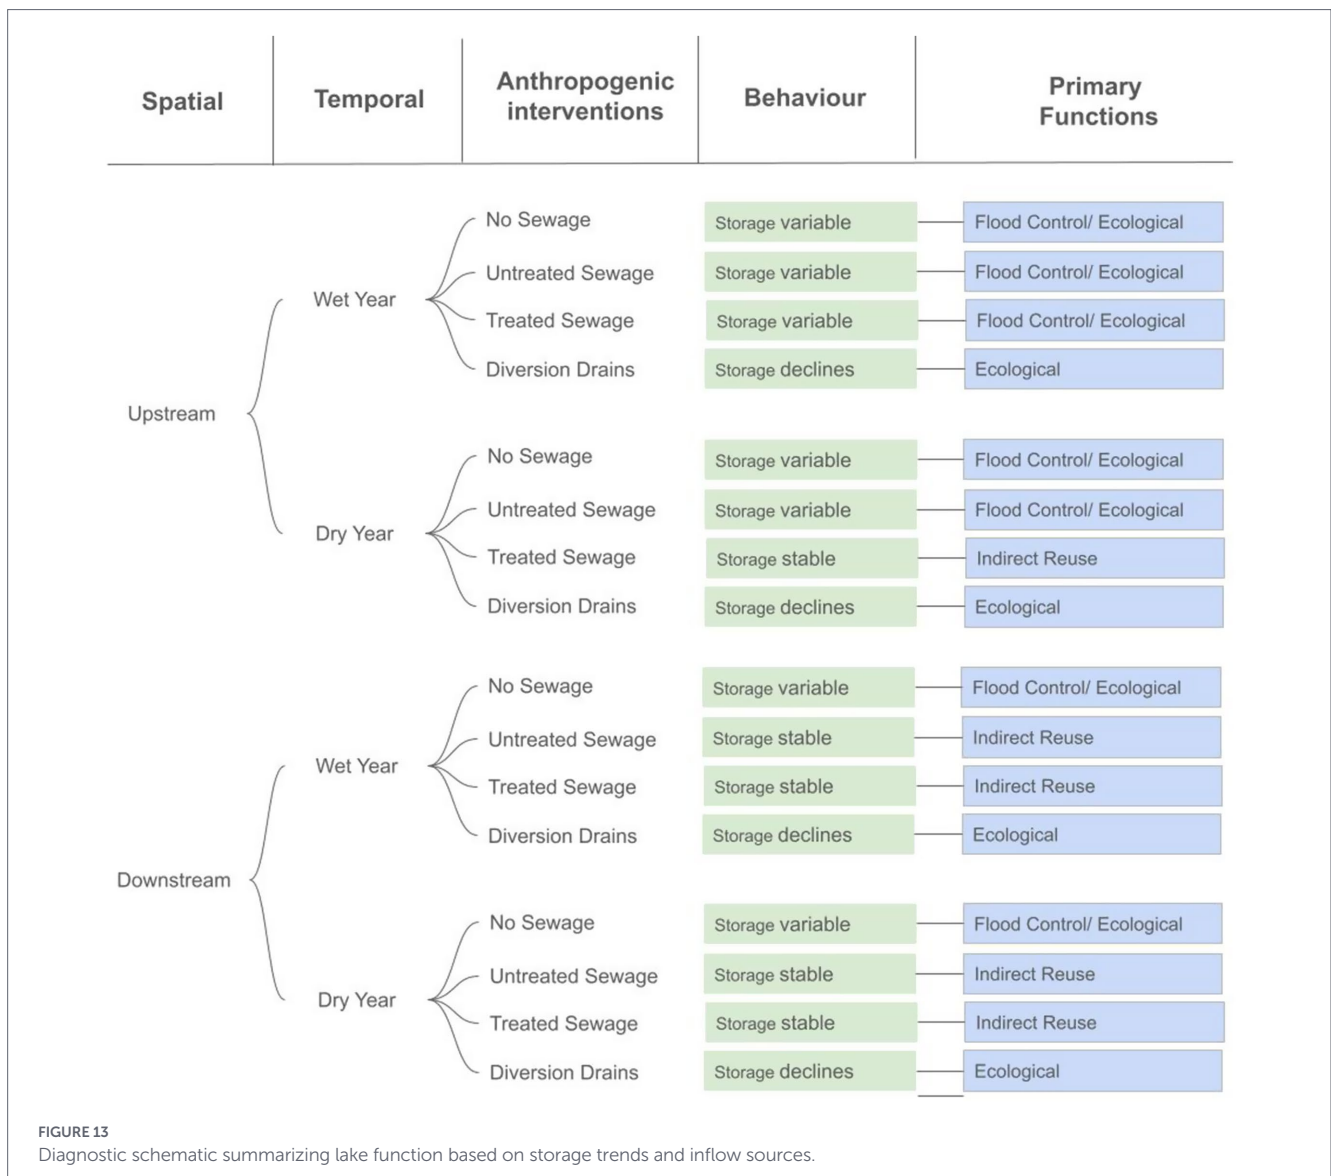 Spatial
Temporal
Anthropogenic
interventions
Behaviour
Primary
Functions
Upstream
Wet Year
No Sewage Storage variable Flood Control/ Ecological
Untreated Sewage Storage variable Flood Control/ Ecological
Treated Sewage Storage variable Flood Control/ Ecological
Diversion Drains Storage declines Ecological
Dry Year
No Sewage Storage variable Flood Control/ Ecological
Untreated Sewage Storage variable Flood Control/ Ecological
Treated Sewage Storage stable Indirect Reuse
Diversion Drains Storage declines Ecological
Downstream
Wet Year
No Sewage Storage variable Flood Control/ Ecological
Untreated Sewage Storage stable Indirect Reuse
Treated Sewage Storage stable Indirect Reuse
Diversion Drains Storage declines Ecological
Dry Year
No Sewage Storage variable Flood Control/ Ecological
Untreated Sewage Storage stable Indirect Reuse
Treated Sewage Storage stable Indirect Reuse
Diversion Drains Storage declines Ecological
FIGURE 13
Diagnostic schematic summarizing lake function based on storage trends and inflow sources.